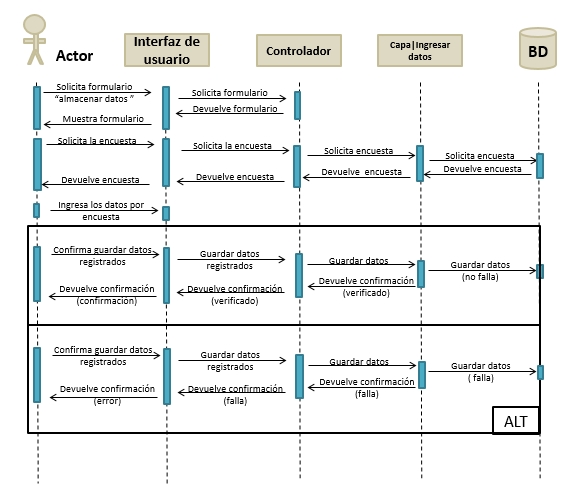 Actor
Interfaz de
usuario
Controlador
Capa|Ingresar
datos
BD
Solicita formulario
“almacenar datos ”
Solicita formulario
Devuelve formulario
Muestra formulario
Solicita la encuesta
Solicita la encuesta
Solicita encuesta
Solicita encuesta
Devuelve encuesta
Devuelve  encuesta
Devuelve encuesta
Devuelve encuesta
Ingresa los datos por
encuesta
Confirma guardar datos
registrados
Guardar datos
registrados
Guardar datos
Guardar datos
(no falla)
Devuelve confirmación
(verificado)
Devuelve confirmación
(verificado)
Devuelve confirmación
(confirmación)
Confirma guardar datos
registrados
Guardar datos
registrados
Guardar datos
Guardar datos
( falla)
Devuelve confirmación
(falla)
Devuelve confirmación
(falla)
Devuelve confirmación
(error)
ALT